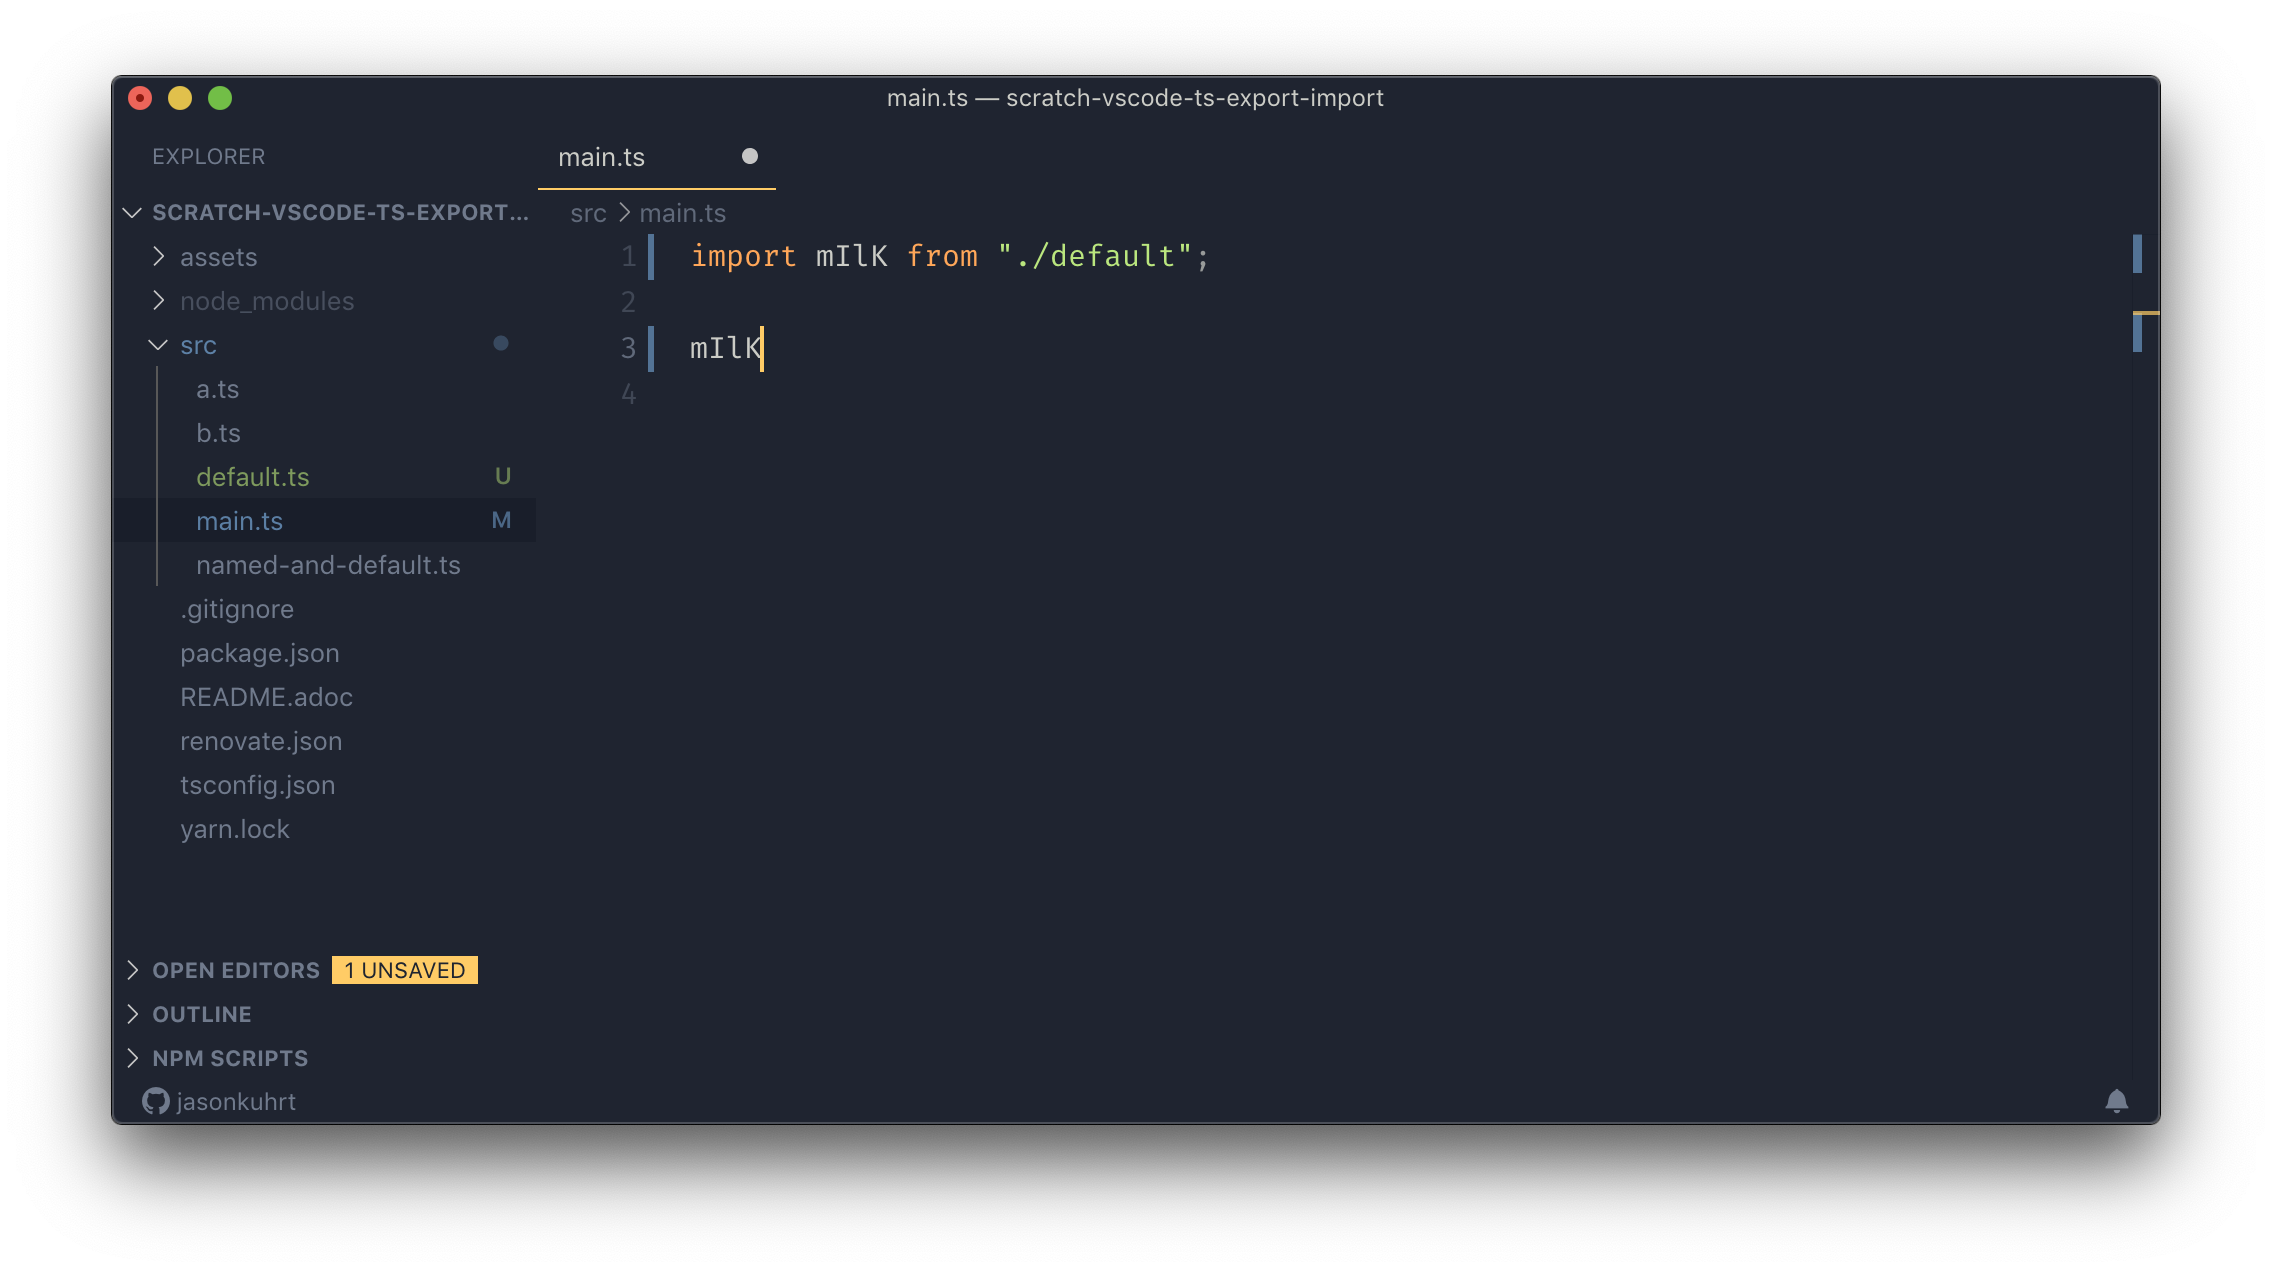 main.ts — scratch-vscode-ts-export-import
EXPLORER
SCRATCH-VSCODE-TS-EXPORT...
assets
node_modules
src
a.ts
b.ts
default.ts U
main.ts M
named-and-default.ts
.gitignore
package.json
README.adoc
renovate.json
tsconfig.json
yarn.lock
OPEN EDITORS 1 UNSAVED
OUTLINE
NPM SCRIPTS
jasonkuhrt
main.ts
src > main.ts
1 import mIlK from "./default";
2
3 mIlK
4